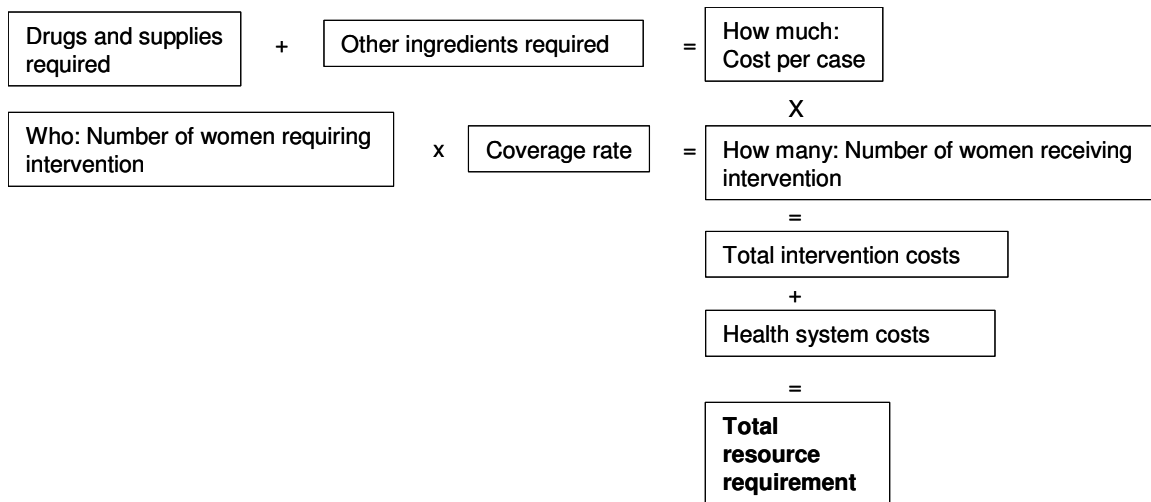 Drugs and supplies
required
+
Other ingredients required
=
How much:
Cost per case
X
Who: Number of women requiring
intervention
x
Coverage rate
=
How many: Number of women receiving
intervention
=
Total intervention costs
+
Health system costs
=
Total
resource
requirement